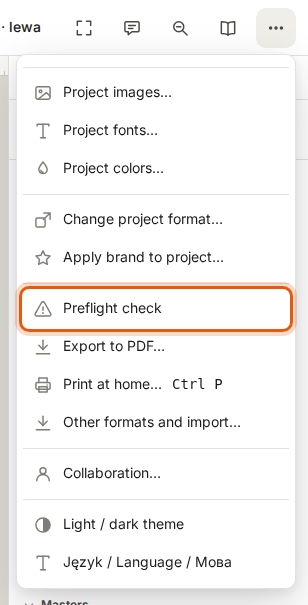 · lewa
Project images...
Project fonts...
Project colors...
Change project format...
Apply brand to project...
Preflight check
Export to PDF...
Print at home... Ctrl P
Other formats and import...
Collaboration...
Light / dark theme
Język / Language / Мова
Masters